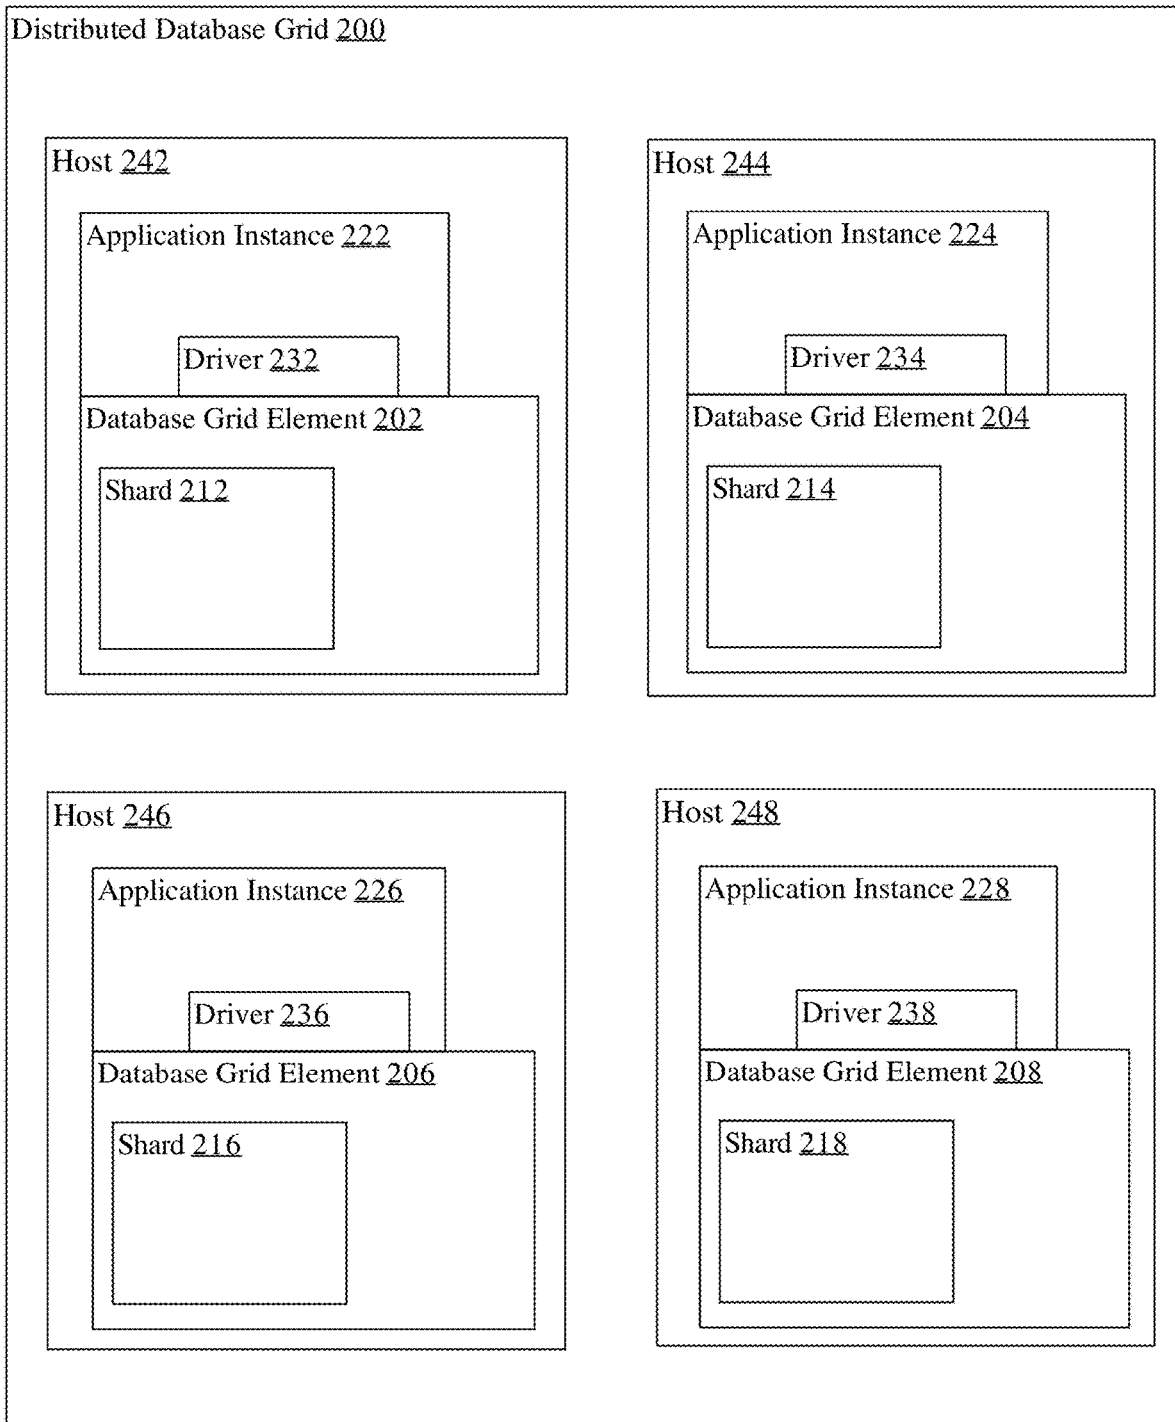 Distributed Database Grid 200
Host 242
Application Instance 222
Driver 232
Database Grid Element 202
Shard 212
Host 244
Application Instance 224
Driver 234
Database Grid Element 204
Shard 214
Host 246
Application Instance 226
Driver 236
Database Grid Element 206
Shard 216
Host 248
Application Instance 228
Driver 238
Database Grid Element 208
Shard 218